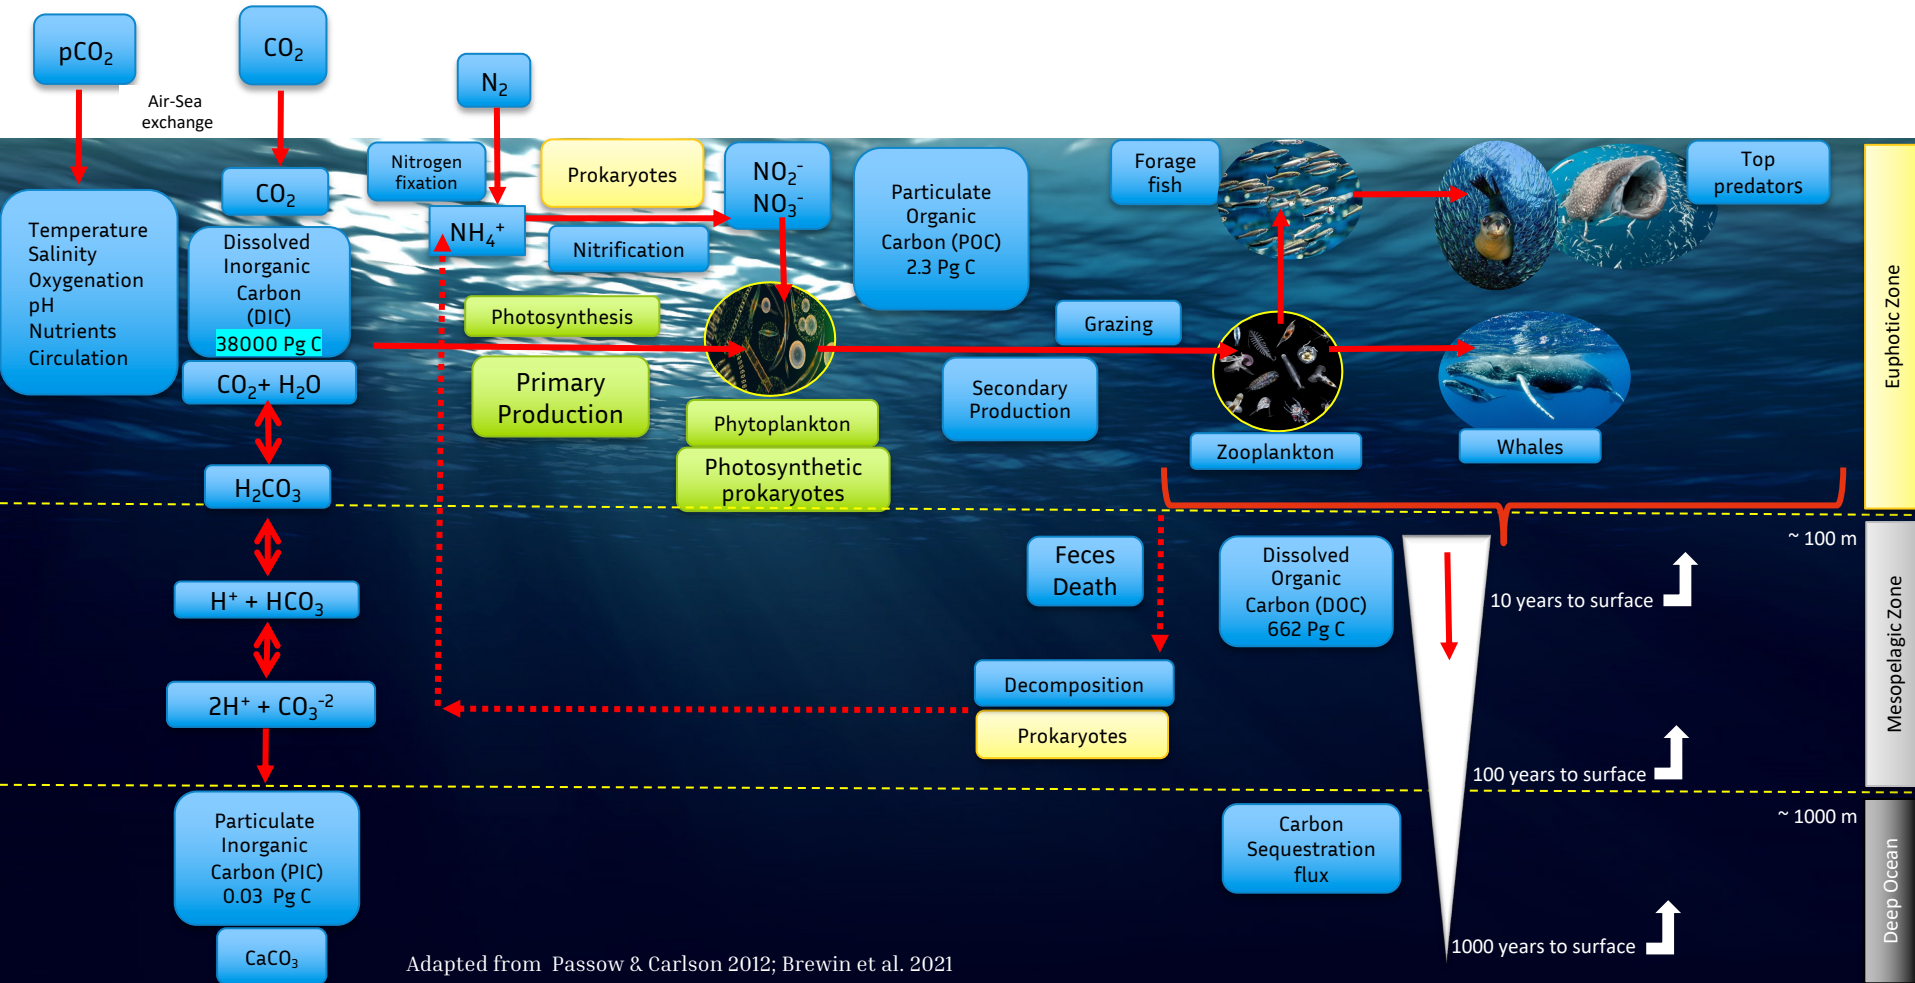 pCO₂
CO₂
N₂
Air-Sea
exchange
Temperature
Salinity
Oxygenation
pH
Nutrients
Circulation
CO₂
Dissolved
Inorganic
Carbon
(DIC)
38000 Pg C
CO₂+ H₂O
H₂CO₃
H⁺ + HCO₃
2H⁺ + CO₃⁻²
Particulate
Inorganic
Carbon (PIC)
0.03 Pg C
CaCO₃
Nitrogen
fixation
NH₄⁺
Prokaryotes
Nitrification
NO₂⁻
NO₃⁻
Photosynthesis
Primary
Production
Phytoplankton
Photosynthetic
prokaryotes
Particulate
Organic
Carbon (POC)
2.3 Pg C
Grazing
Secondary
Production
Forage
fish
Top
predators
Zooplankton
Whales
Feces
Death
Decomposition
Prokaryotes
Dissolved
Organic
Carbon (DOC)
662 Pg C
Carbon
Sequestration
flux
~ 100 m
10 years to surface
100 years to surface
~ 1000 m
1000 years to surface
Euphotic Zone
Mesopelagic Zone
Deep Ocean
Adapted from Passow & Carlson 2012; Brewin et al. 2021